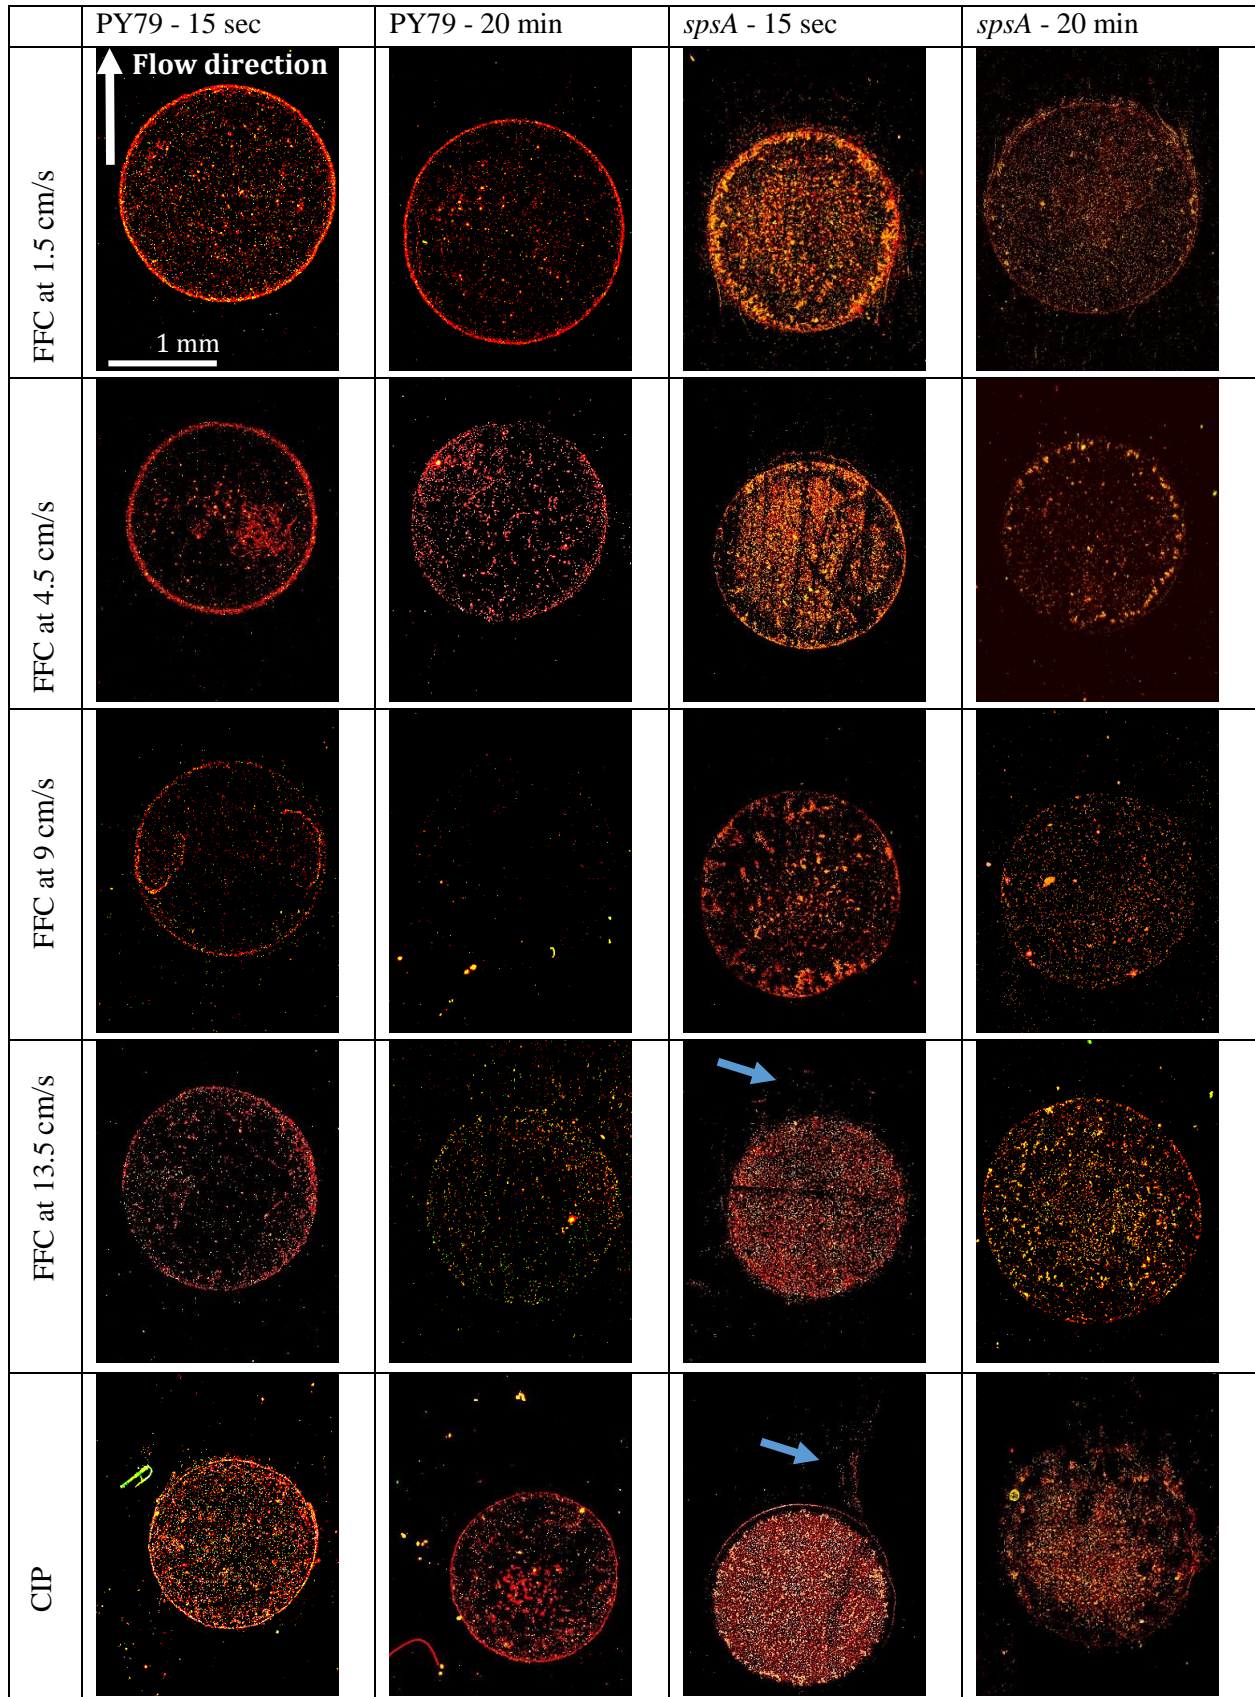 PY79 - 15 sec
PY79 - 20 min
spsA - 15 sec
spsA - 20 min
FFC at 1.5 cm/s
Flow direction
1 mm
FFC at 4.5 cm/s
FFC at 9 cm/s
FFC at 13.5 cm/s
CIP